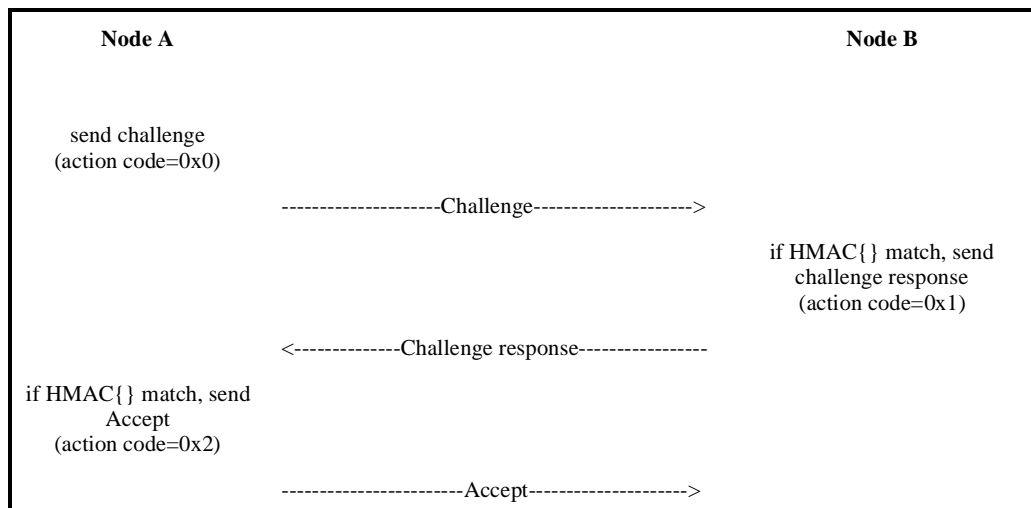 Node A Node B
send challenge
(action code=0x0)
---------------------Challenge--------------------->
if HMAC{} match, send
challenge response
(action code=0x1)
<--------------Challenge response-----------------
if HMAC{} match, send
Accept
(action code=0x2)
------------------------Accept--------------------->